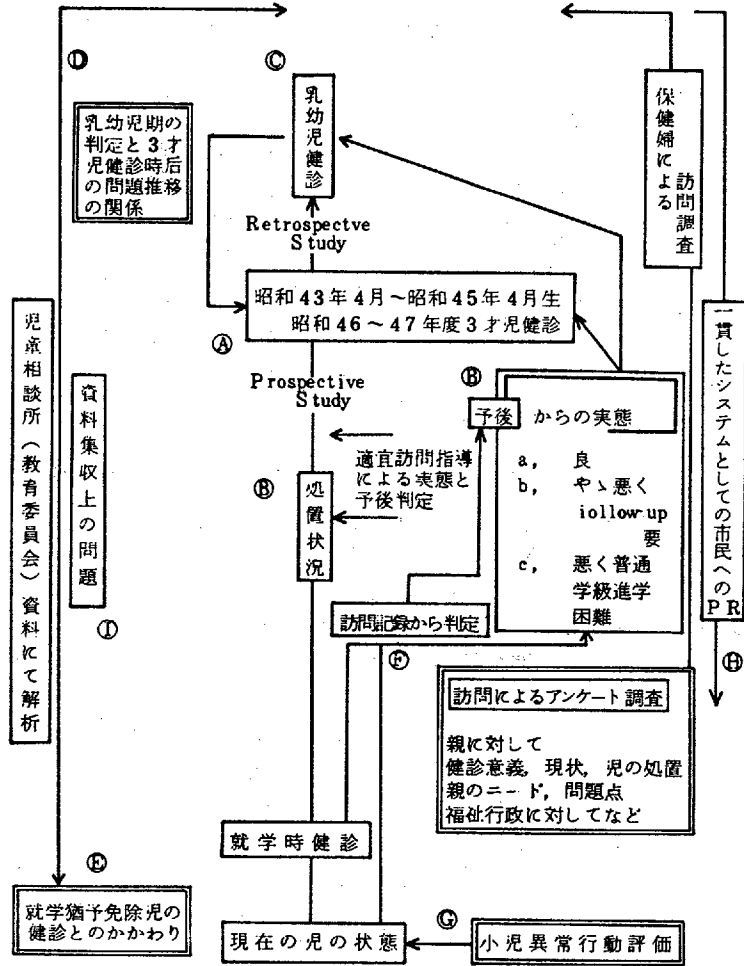 Ⓓ
Ⓒ
乳幼児期の
判定と3才
児健診時后
の問題推移
の関係
乳幼児健診
保健婦による
訪問調査
Retrospectve
Study
昭和43年4月～昭和45年4月生
昭和46～47年度3才児健診
Ⓐ
Prospective
Study
Ⓑ
予後からの実態
a, 良
b, やゝ悪く
iollow-up
要
c, 悪く普通
学級進学
困難
適宜訪問指導
による実態と
予後判定
Ⓑ
処置状況
訪問記録から判定
Ⓕ
児童相談所（教育委員会）資料にて解析
資料集収上の問題
Ⓘ
一貫したシステムとしての市民へのPR
Ⓗ
訪問によるアンケート調査
親に対して
健診意義，現状，児の処置
親のニード，問題点
福祉行政に対してなど
就学時健診
Ⓔ
就学猶予免除児の
健診とのかかわり
現在の児の状態
Ⓖ
小児異常行動評価